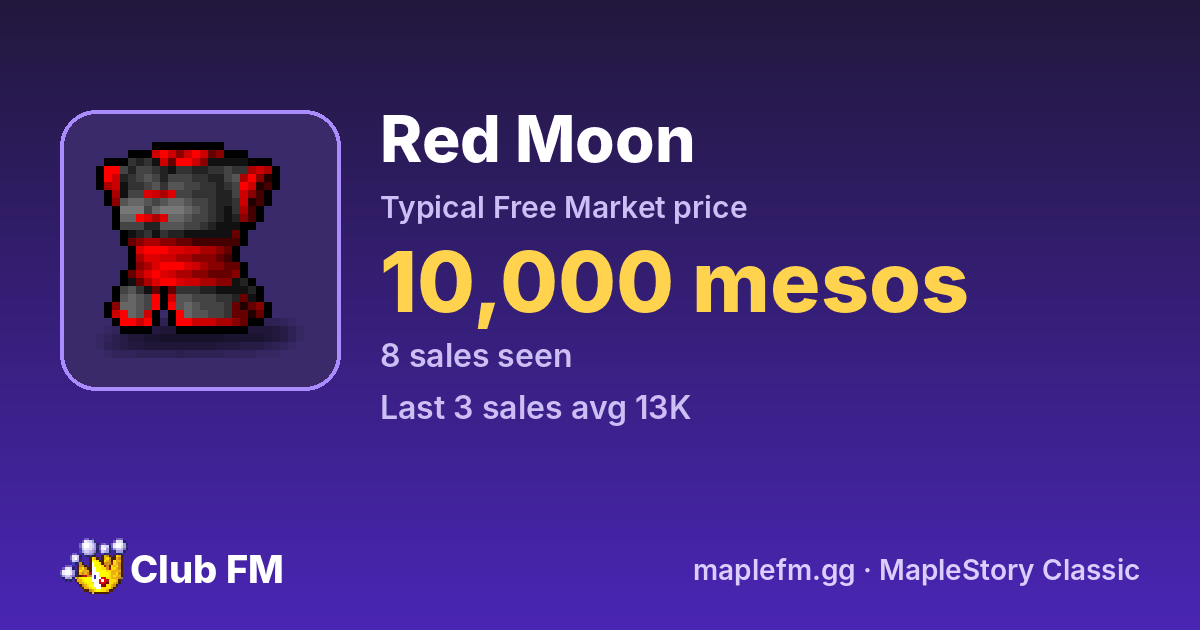 Red Moon
Typical Free Market price
10,000 mesos
8 sales seen
Last 3 sales avg 13K
Club FM
maplefm.gg · MapleStory Classic